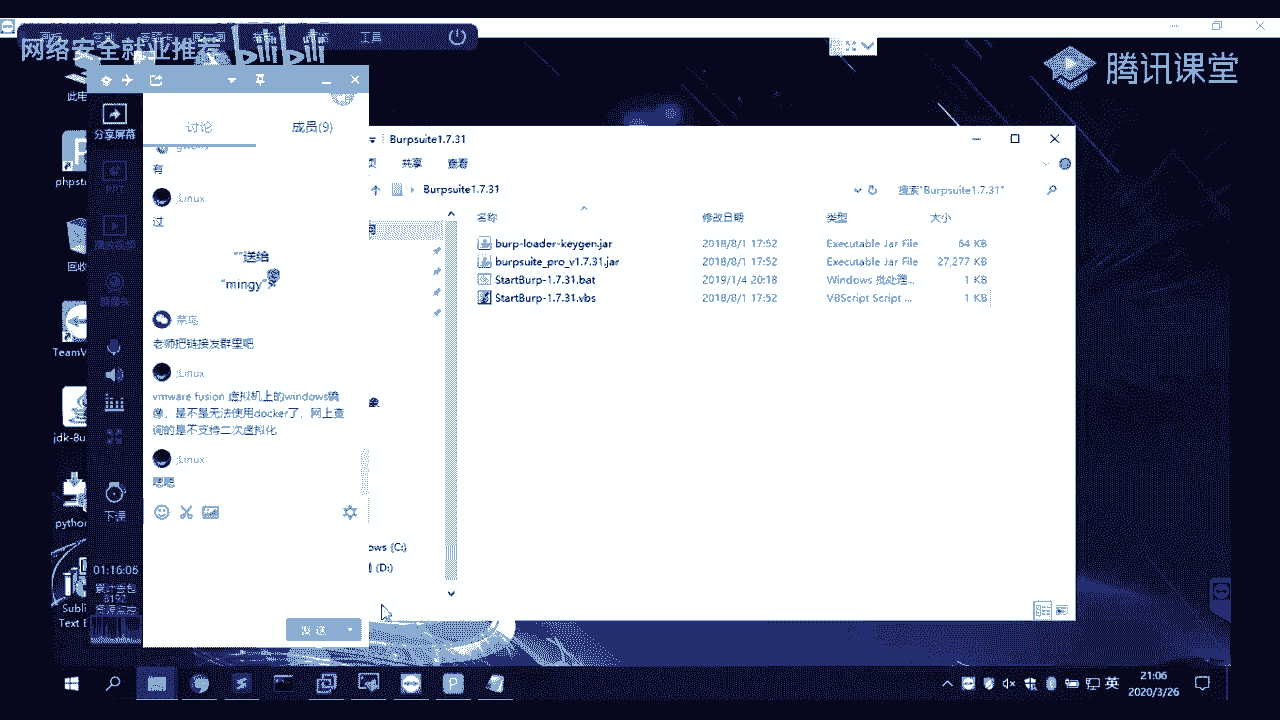 网络安全就业推荐 bilibili
工具
腾讯课堂
此电
phpstu
回收
TeamV
jdk-8u
python
Subli
Text B
分享屏幕
PPT
下课
01:16:05
讨论
成员(9)
有
;Linux
过
""送给
"mingy"
菜鸟
老师把链接发群里吧
;Linux
vmware fusion 虚拟机上的windows镜
像，是不是无法使用docker了，网上查
询的是不支持二次虚拟化
;Linux
嗯嗯
发 送
Burpsuite1.7.31
共享
查看
Burpsuite1.7.31
搜索"Burpsuite1.7.31"
名称
修改日期
类型
大小
burp-loader-keygen.jar
2018/8/1 17:52
Executable Jar File
64 KB
burpsuite_pro_v1.7.31.jar
2018/8/1 17:52
Executable Jar File
27,277 KB
StartBurp-1.7.31.bat
2019/1/4 20:18
Windows 批处理...
1 KB
StartBurp-1.7.31.vbs
2018/8/1 17:52
VBScript Script ...
1 KB
ows (C:)
(D:)
英
21:06
2020/3/26